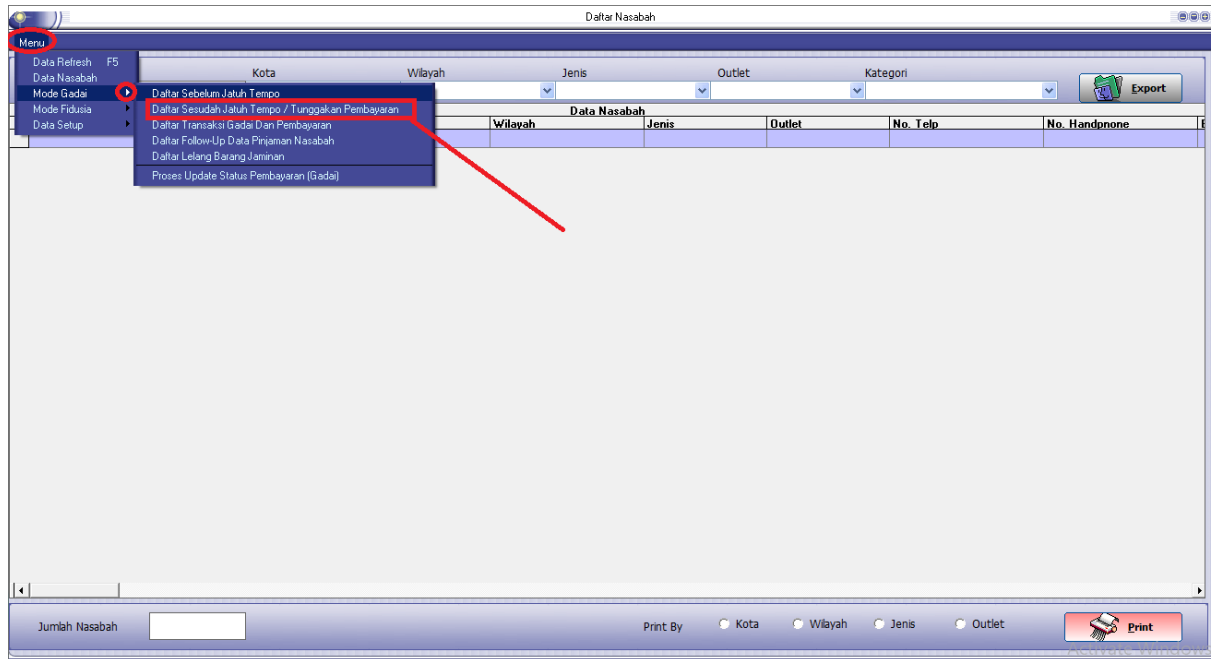 Daftar Nasabah
Menu
Data Refresh F5
Data Nasabah
Mode Gadai
Mode Fidusia
Data Setup
Daftar Sebelum Jatuh Tempo
Daftar Sesudah Jatuh Tempo / Tunggakan Pembayaran
Daftar Transaksi Gadai Dan Pembayaran
Daftar Follow-Up Data Pinjaman Nasabah
Daftar Lelang Barang Jaminan
Proses Update Status Pembayaran (Gadai)
Kota Wilayah Jenis Outlet Kategori
Export
Data Nasabah
Wilayah Jenis Outlet No. Telp No. Handpnone
Jumlah Nasabah
Print By Kota Wilayah Jenis Outlet
Print
Activate Windows